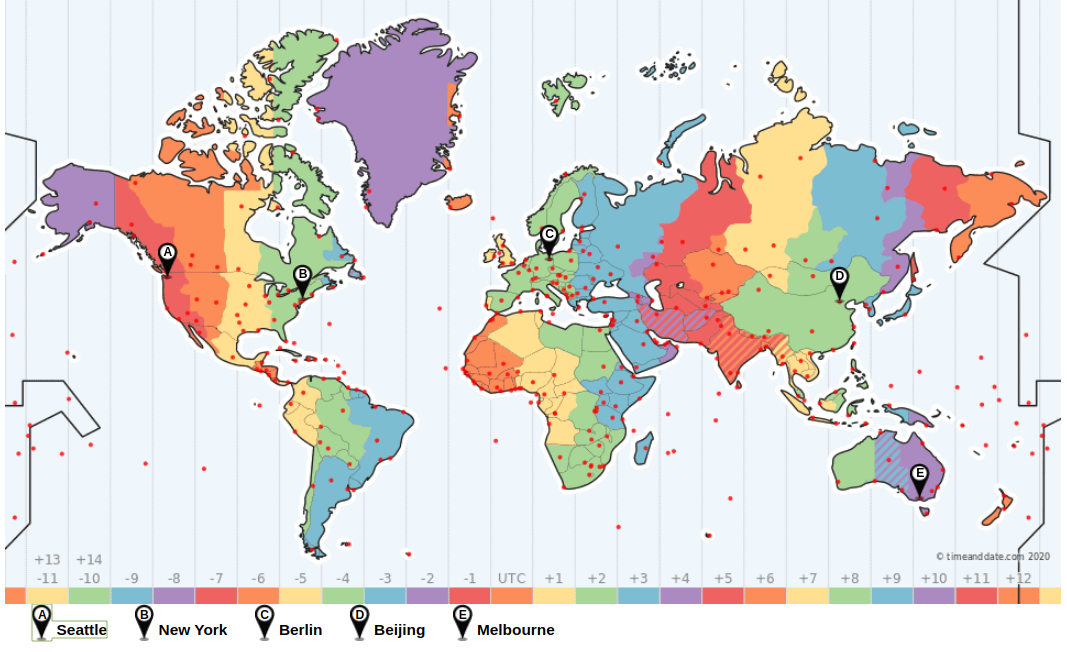 A
B
C
D
E
© timeanddate.com 2020
+13 +14
-11 -10 -9 -8 -7 -6 -5 -4 -3 -2 -1 UTC +1 +2 +3 +4 +5 +6 +7 +8 +9 +10 +11 +12
A Seattle B New York C Berlin D Beijing E Melbourne